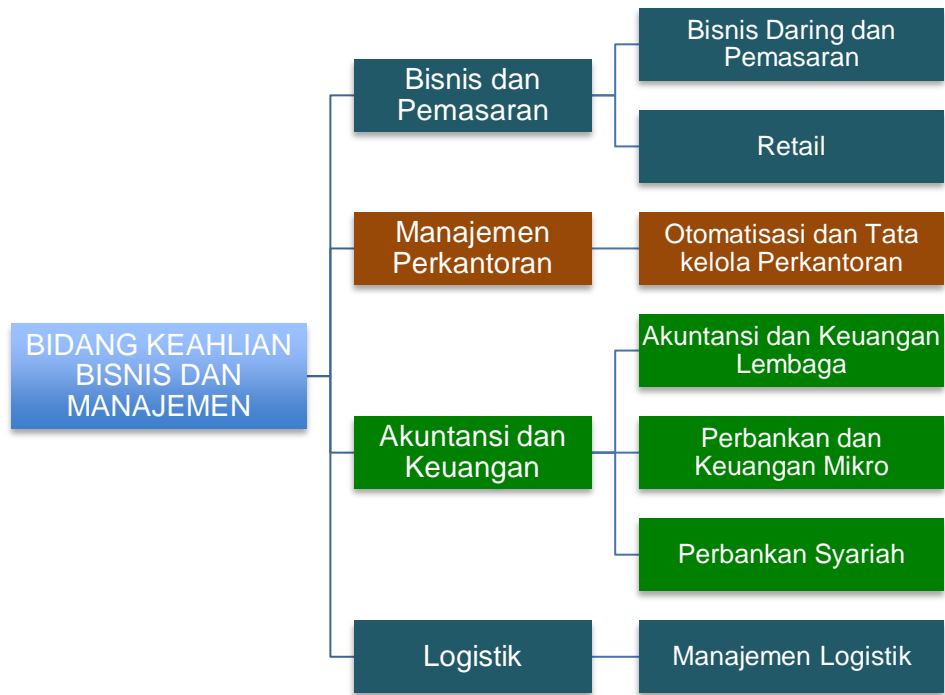 BIDANG KEAHLIAN
BISNIS DAN
MANAJEMEN
Bisnis dan
Pemasaran
Bisnis Daring dan
Pemasaran
Retail
Manajemen
Perkantoran
Otomatisasi dan Tata
kelola Perkantoran
Akuntansi dan
Keuangan
Akuntansi dan Keuangan
Lembaga
Perbankan dan
Keuangan Mikro
Perbankan Syariah
Logistik
Manajemen Logistik